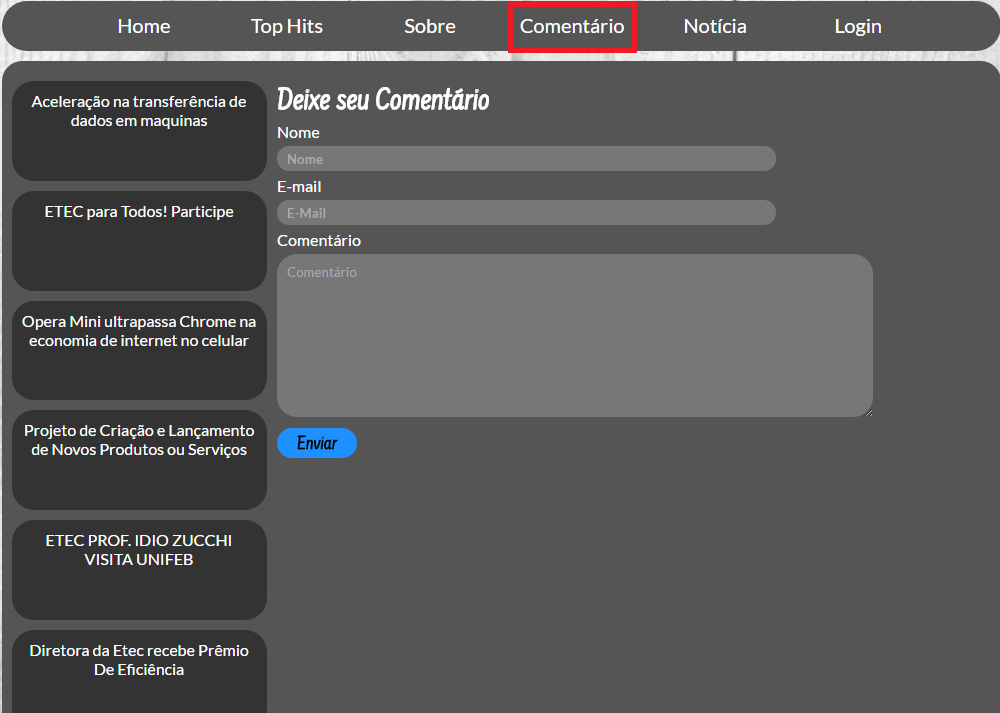 Home
Top Hits
Sobre
Comentário
Notícia
Login
Aceleração na transferência de
dados em maquinas
ETEC para Todos! Participe
Opera Mini ultrapassa Chrome na
economia de internet no celular
Projeto de Criação e Lançamento
de Novos Produtos ou Serviços
ETEC PROF. IDIO ZUCCHI
VISITA UNIFEB
Diretora da Etec recebe Prêmio
De Eficiência
Deixe seu Comentário
Nome
Nome
E-mail
E-Mail
Comentário
Comentário
Enviar